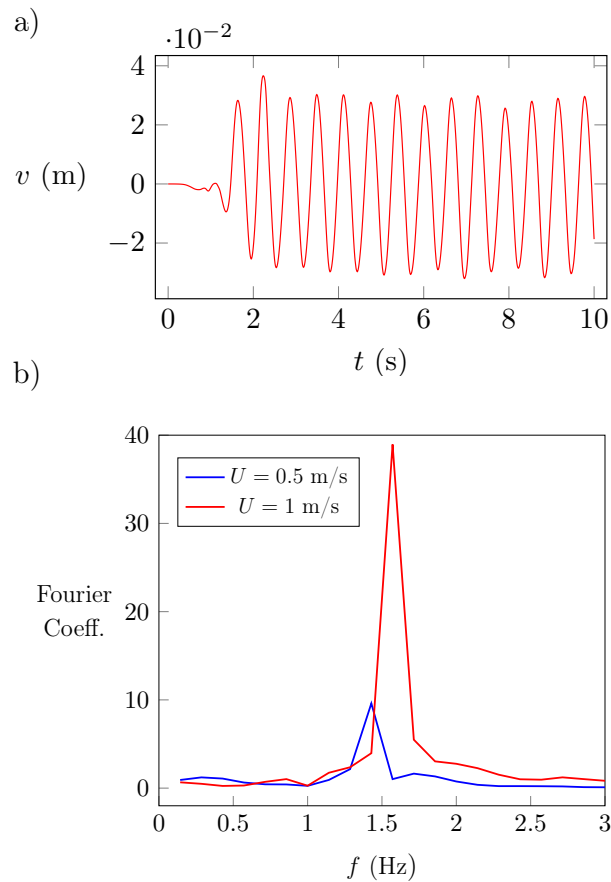 a)
·10⁻²
4
2
0
−2
v (m)
0 2 4 6 8 10
t (s)
b)
40
30
20
10
0
Fourier
Coeff.
U = 0.5 m/s
U = 1 m/s
0 0.5 1 1.5 2 2.5 3
f (Hz)